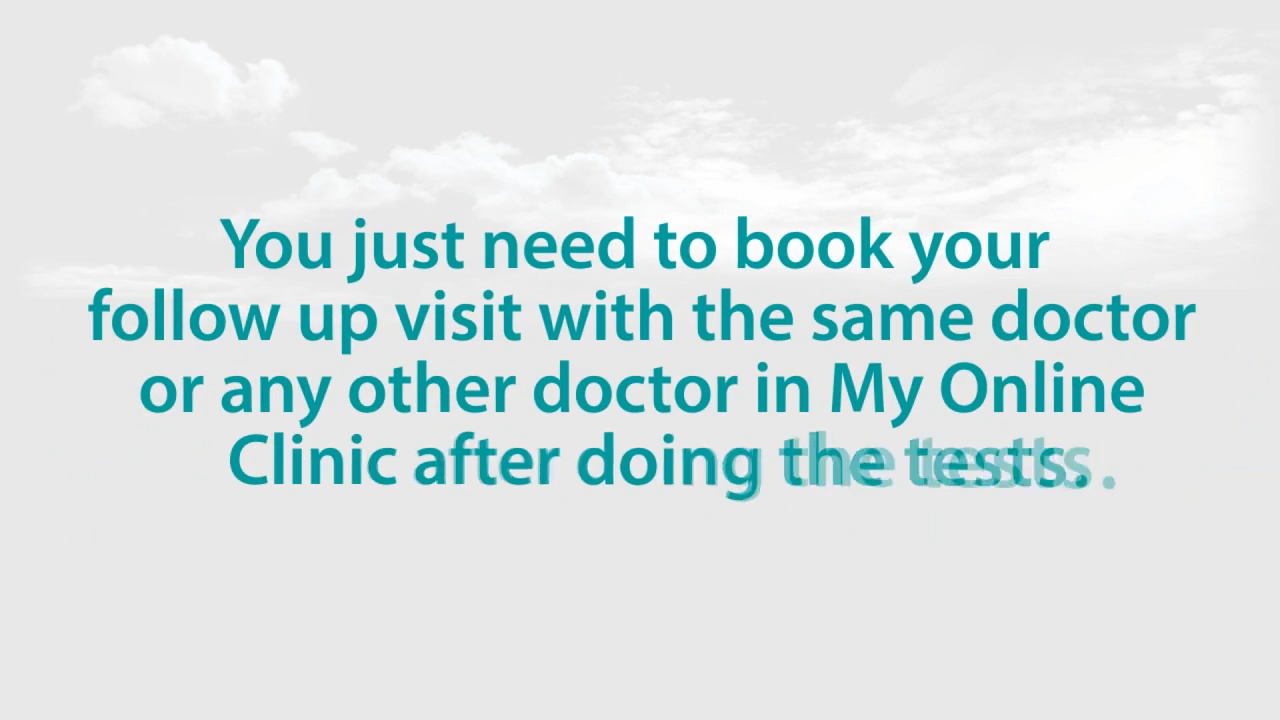 You just need to book your
follow up visit with the same doctor
or any other doctor in My Online
Clinic after doing the tests.